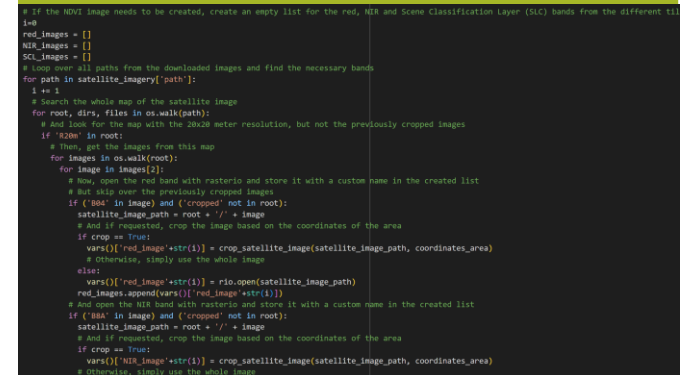 # If the NDVI image needs to be created, create an empty list for the red, NIR and Scene Classification Layer (SLC) bands from the different til
i=0
red_images = []
NIR_images = []
SCL_images = []
# Loop over all paths from the downloaded images and find the necessary bands
for path in satellite_imagery['path']:
  i += 1
  # Search the whole map of the satellite image
  for root, dirs, files in os.walk(path):
    # And look for the map with the 20x20 meter resolution, but not the previously cropped images
    if 'R20m' in root:
      # Then, get the images from this map
      for images in os.walk(root):
        for image in images[2]:
          # Now, open the red band with rasterio and store it with a custom name in the created list
          # But skip over the previously cropped images
          if ('B04' in image) and ('cropped' not in root):
            satellite_image_path = root + '/' + image
            # And if requested, crop the image based on the coordinates of the area
            if crop == True:
              vars()['red_image'+str(i)] = crop_satellite_image(satellite_image_path, coordinates_area)
              # Otherwise, simply use the whole image
            else:
              vars()['red_image'+str(i)] = rio.open(satellite_image_path)
            red_images.append(vars()['red_image'+str(i)])
          # And open the NIR band with rasterio and store it with a custom name in the created list
          if ('B8A' in image) and ('cropped' not in root):
            satellite_image_path = root + '/' + image
            # And if requested, crop the image based on the coordinates of the area
            if crop == True:
              vars()['NIR_image'+str(i)] = crop_satellite_image(satellite_image_path, coordinates_area)
            # Otherwise, simply use the whole image